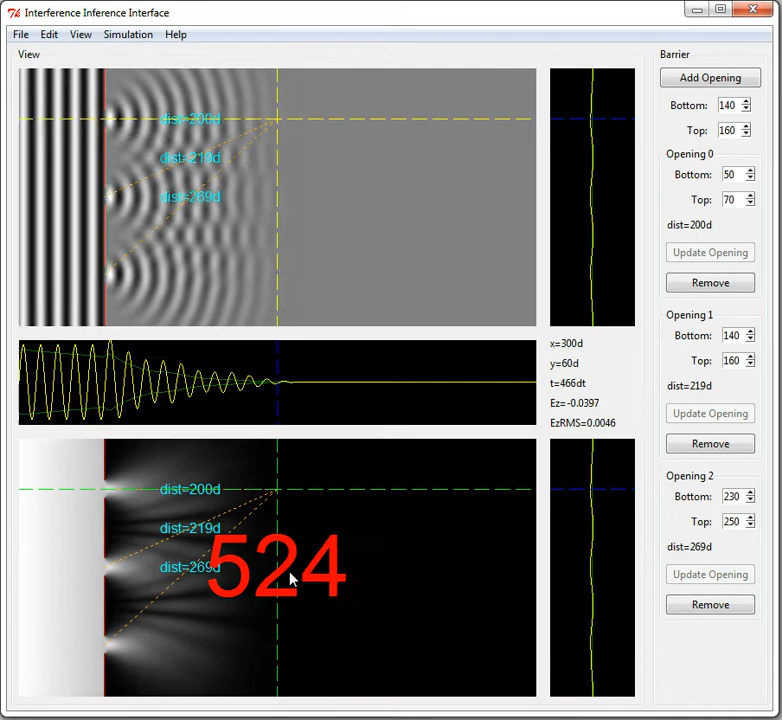 Interference Inference Interface
File Edit View Simulation Help
View
Barrier
Add Opening
Bottom: 140
Top: 160
Opening 0
Bottom: 50
Top: 70
dist=200d
Update Opening
Remove
Opening 1
Bottom: 140
Top: 160
dist=219d
Update Opening
Remove
Opening 2
Bottom: 230
Top: 250
dist=269d
Update Opening
Remove
dist=200d
dist=219d
dist=269d
x=300d
y=60d
t=466dt
Ez=-0.0397
EzRMS=0.0046
dist=200d
dist=219d
dist=269d
524